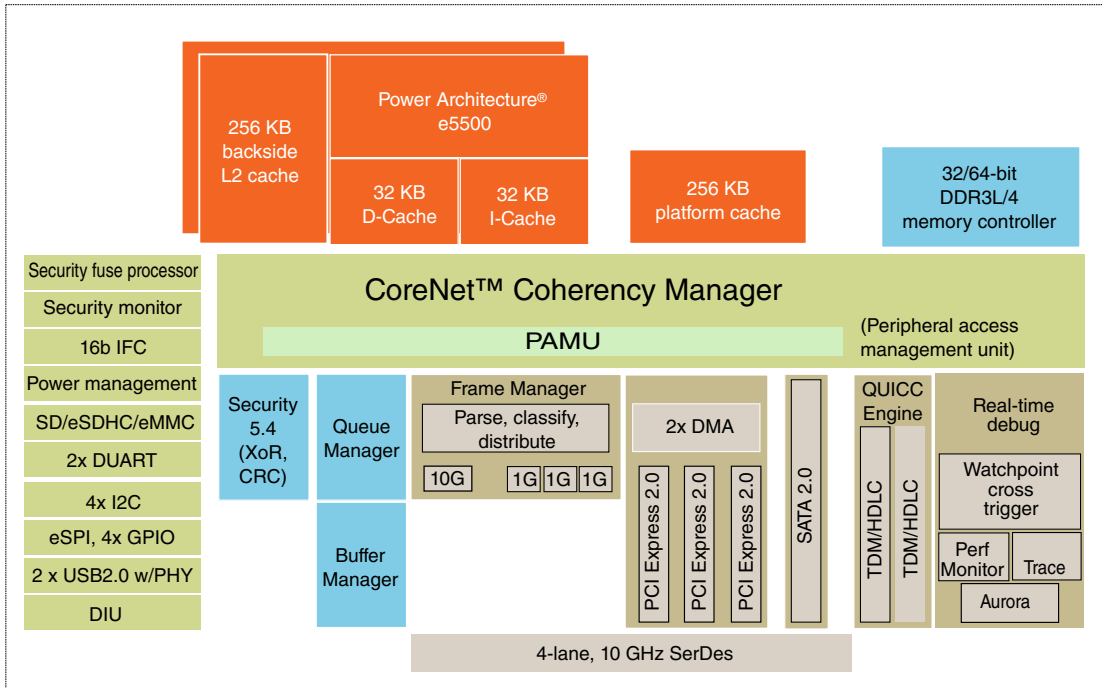 256 KB
backside
L2 cache
Power Architecture®
e5500
32 KB
D-Cache
32 KB
I-Cache
256 KB
platform cache
32/64-bit
DDR3L/4
memory controller
Security fuse processor
Security monitor
16b IFC
Power management
SD/eSDHC/eMMC
2x DUART
4x I2C
eSPI, 4x GPIO
2 x USB2.0 w/PHY
DIU
CoreNet™ Coherency Manager
PAMU
(Peripheral access
management unit)
Security
5.4
(XoR,
CRC)
Queue
Manager
Buffer
Manager
Frame Manager
Parse, classify,
distribute
10G
1G
1G
1G
2x DMA
PCI Express 2.0
PCI Express 2.0
PCI Express 2.0
SATA 2.0
QUICC
Engine
TDM/HDLC
TDM/HDLC
Real-time
debug
Watchpoint
cross
trigger
Perf
Monitor
Trace
Aurora
4-lane, 10 GHz SerDes